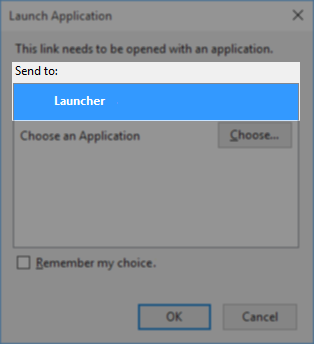 Launch Application
This link needs to be opened with an application.
Send to:
Launcher
Choose an Application
Choose...
Remember my choice.
OK
Cancel